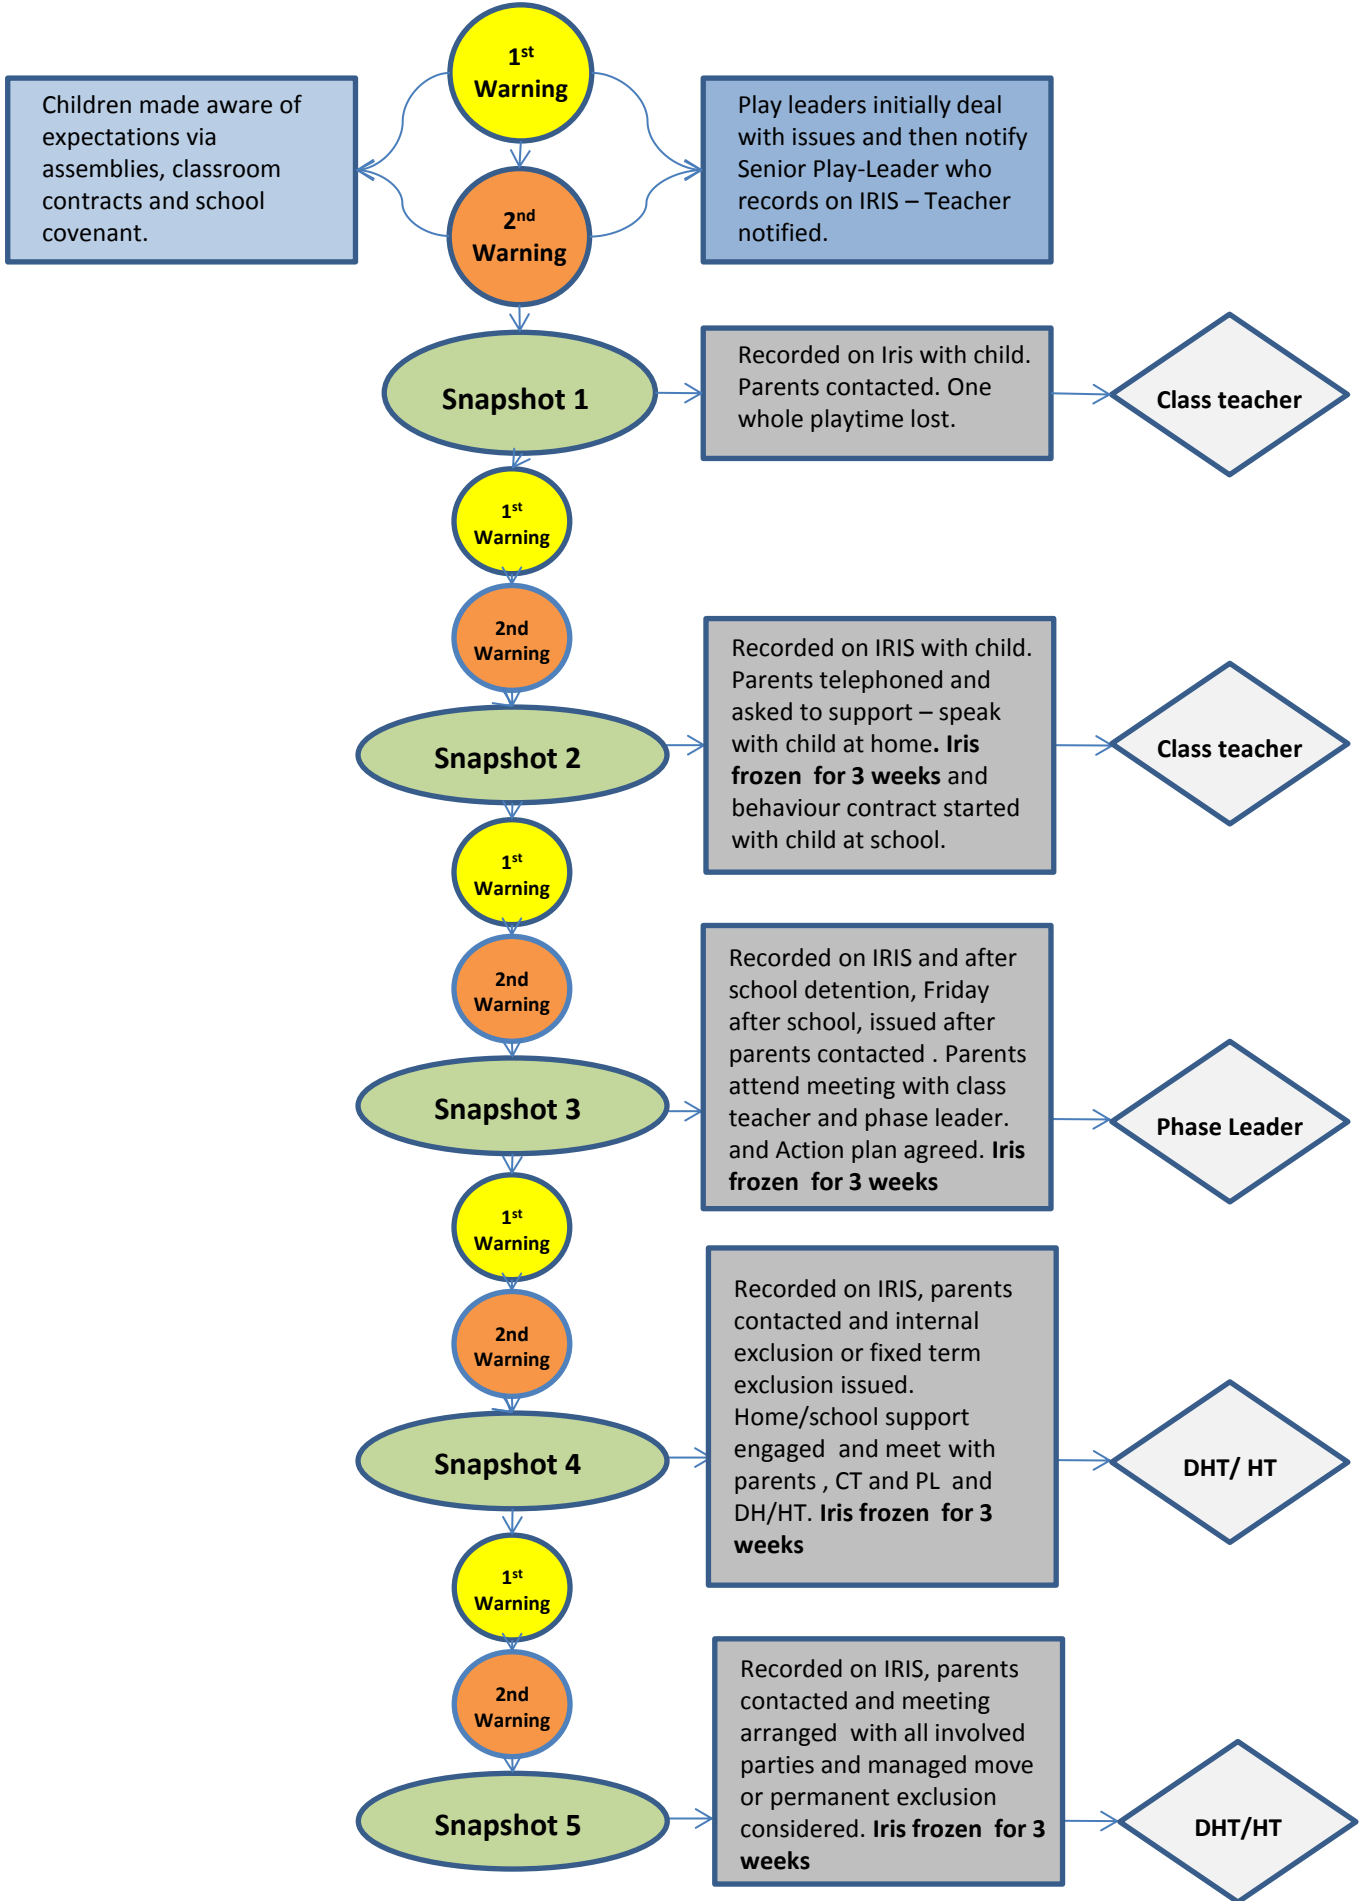 1st
Warning
Children made aware of
expectations via
assemblies, classroom
contracts and school
covenant.
Play leaders initially deal
with issues and then notify
Senior Play-Leader who
records on IRIS – Teacher
notified.
2nd
Warning
Snapshot 1
Recorded on Iris with child.
Parents contacted. One
whole playtime lost.
Class teacher
1st
Warning
2nd
Warning
Snapshot 2
Recorded on IRIS with child.
Parents telephoned and
asked to support – speak
with child at home. Iris
frozen for 3 weeks and
behaviour contract started
with child at school.
Class teacher
1st
Warning
2nd
Warning
Snapshot 3
Recorded on IRIS and after
school detention, Friday
after school, issued after
parents contacted . Parents
attend meeting with class
teacher and phase leader.
and Action plan agreed. Iris
frozen for 3 weeks
Phase Leader
1st
Warning
2nd
Warning
Snapshot 4
Recorded on IRIS, parents
contacted and internal
exclusion or fixed term
exclusion issued.
Home/school support
engaged and meet with
parents , CT and PL and
DH/HT. Iris frozen for 3
weeks
DHT/ HT
1st
Warning
2nd
Warning
Snapshot 5
Recorded on IRIS, parents
contacted and meeting
arranged with all involved
parties and managed move
or permanent exclusion
considered. Iris frozen for 3
weeks
DHT/HT